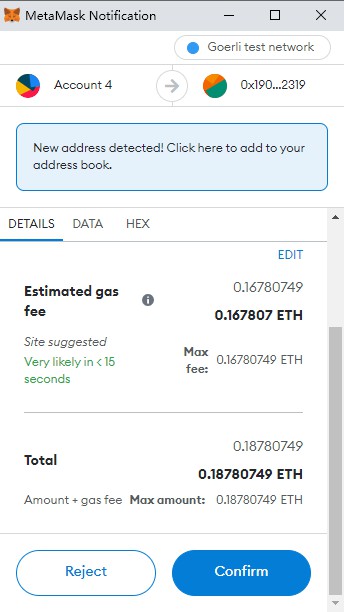 MetaMask Notification
Goerli test network
Account 4
0x190...2319
New address detected! Click here to add to your
address book.
DETAILS DATA HEX
EDIT
Estimated gas
fee
0.16780749
0.167807 ETH
Site suggested
Very likely in < 15
seconds
Max
fee:
0.16780749 ETH
Total
0.18780749
0.18780749 ETH
Amount + gas fee Max amount: 0.18780749 ETH
Reject
Confirm